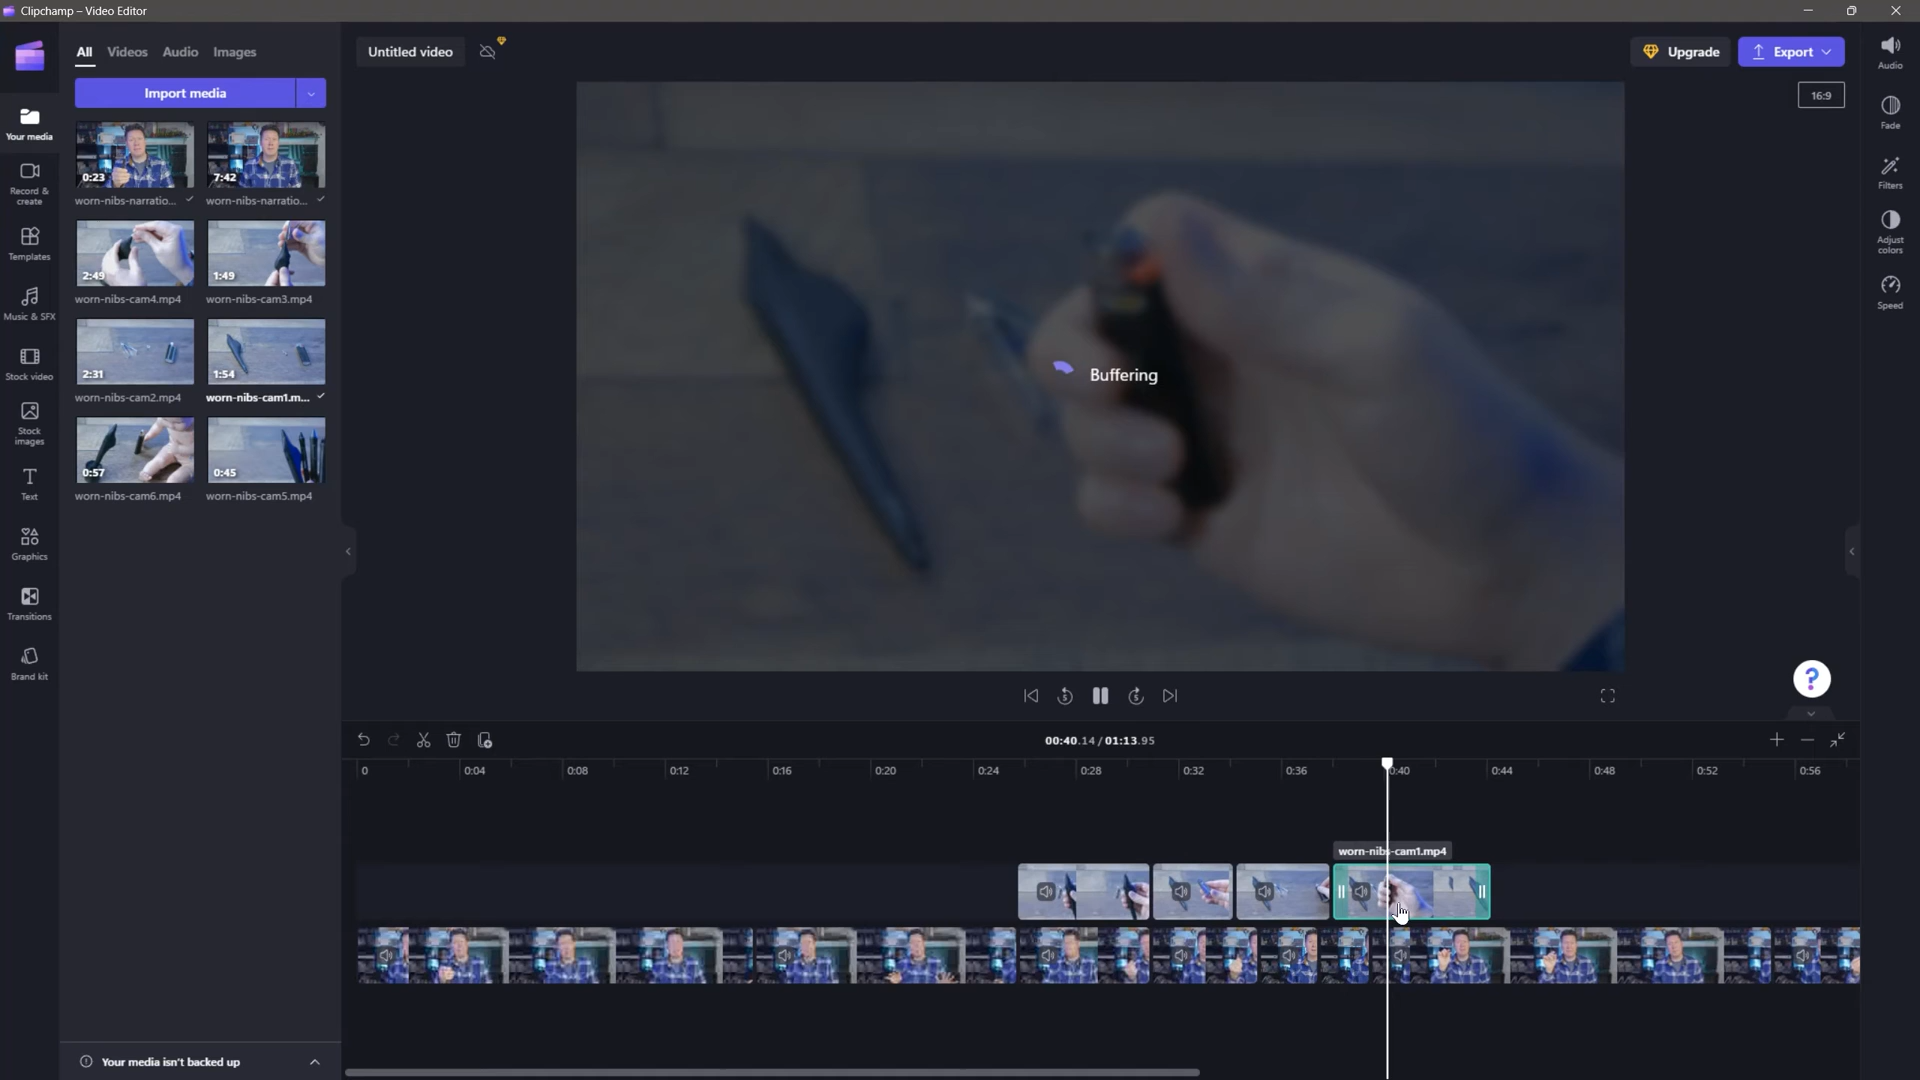 Clipchamp – Video Editor
All Videos Audio Images
Import media
Your media
Record & create
Templates
Music & SFX
Stock video
Stock images
Text
Graphics
Transitions
Brand kit
0:23
7:42
worn-nibs-narratio...
worn-nibs-narratio...
2:49
1:49
worn-nibs-cam4.mp4
worn-nibs-cam3.mp4
2:31
1:54
worn-nibs-cam2.mp4
worn-nibs-cam1.m...
0:57
0:45
worn-nibs-cam6.mp4
worn-nibs-cam5.mp4
Your media isn't backed up
Untitled video
Upgrade
Export
16:9
Buffering
Audio
Fade
Filters
Adjust colors
Speed
5
5
?
00:40.14 / 01:13.95
0 0:04 0:08 0:12 0:16 0:20 0:24 0:28 0:32 0:36 0:40 0:44 0:48 0:52 0:56
worn-nibs-cam1.mp4